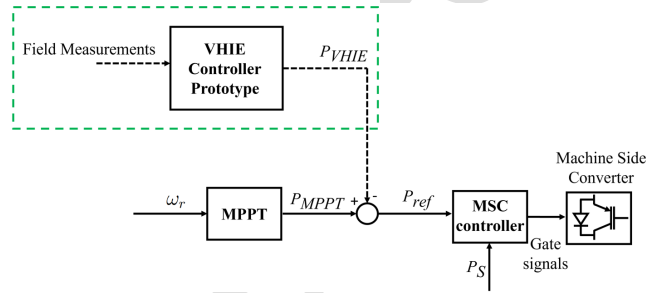 Field Measurements
VHIE
Controller
Prototype
P_VHIE
ω_r
MPPT
P_MPPT
+
-
P_ref
MSC
controller
P_S
Gate
signals
Machine Side
Converter